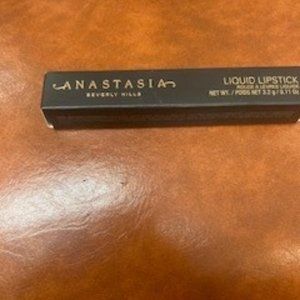 ANASTASIA
BEVERLY HILLS
LIQUID LIPSTICK
ROUGE À LÈVRES LIQUIDE
NET WT. / POIDS NET 3.2 g / 0.11 Oz